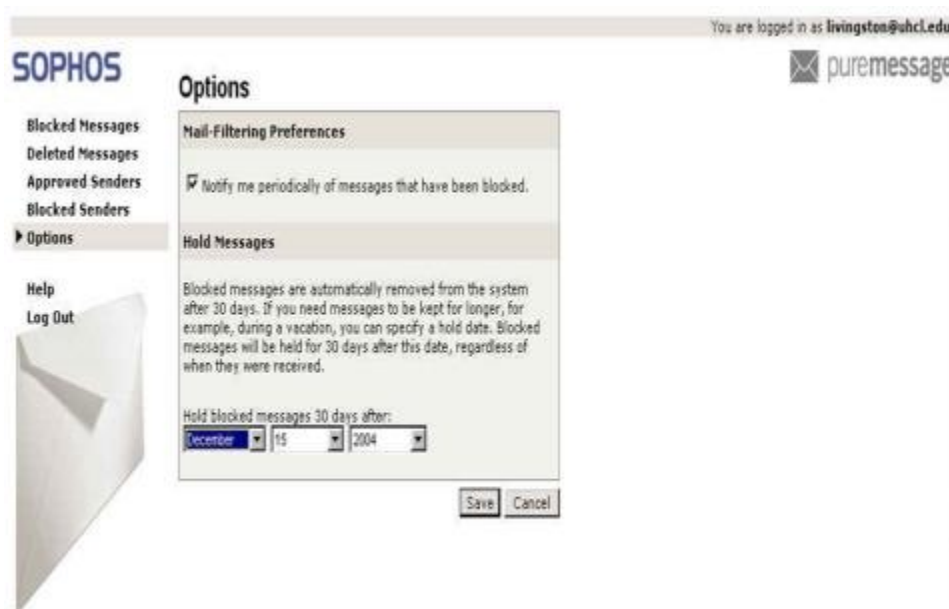 You are logged in as livingston@uhcl.edu
SOPHOS
puremessage
Options
Blocked Messages
Deleted Messages
Approved Senders
Blocked Senders
Options
Help
Log Out
Mail-Filtering Preferences
Notify me periodically of messages that have been blocked.
Hold Messages
Blocked messages are automatically removed from the system
after 30 days. If you need messages to be kept for longer, for
example, during a vacation, you can specify a hold date. Blocked
messages will be held for 30 days after this date, regardless of
when they were received.
Hold blocked messages 30 days after:
December 15 2004
Save Cancel